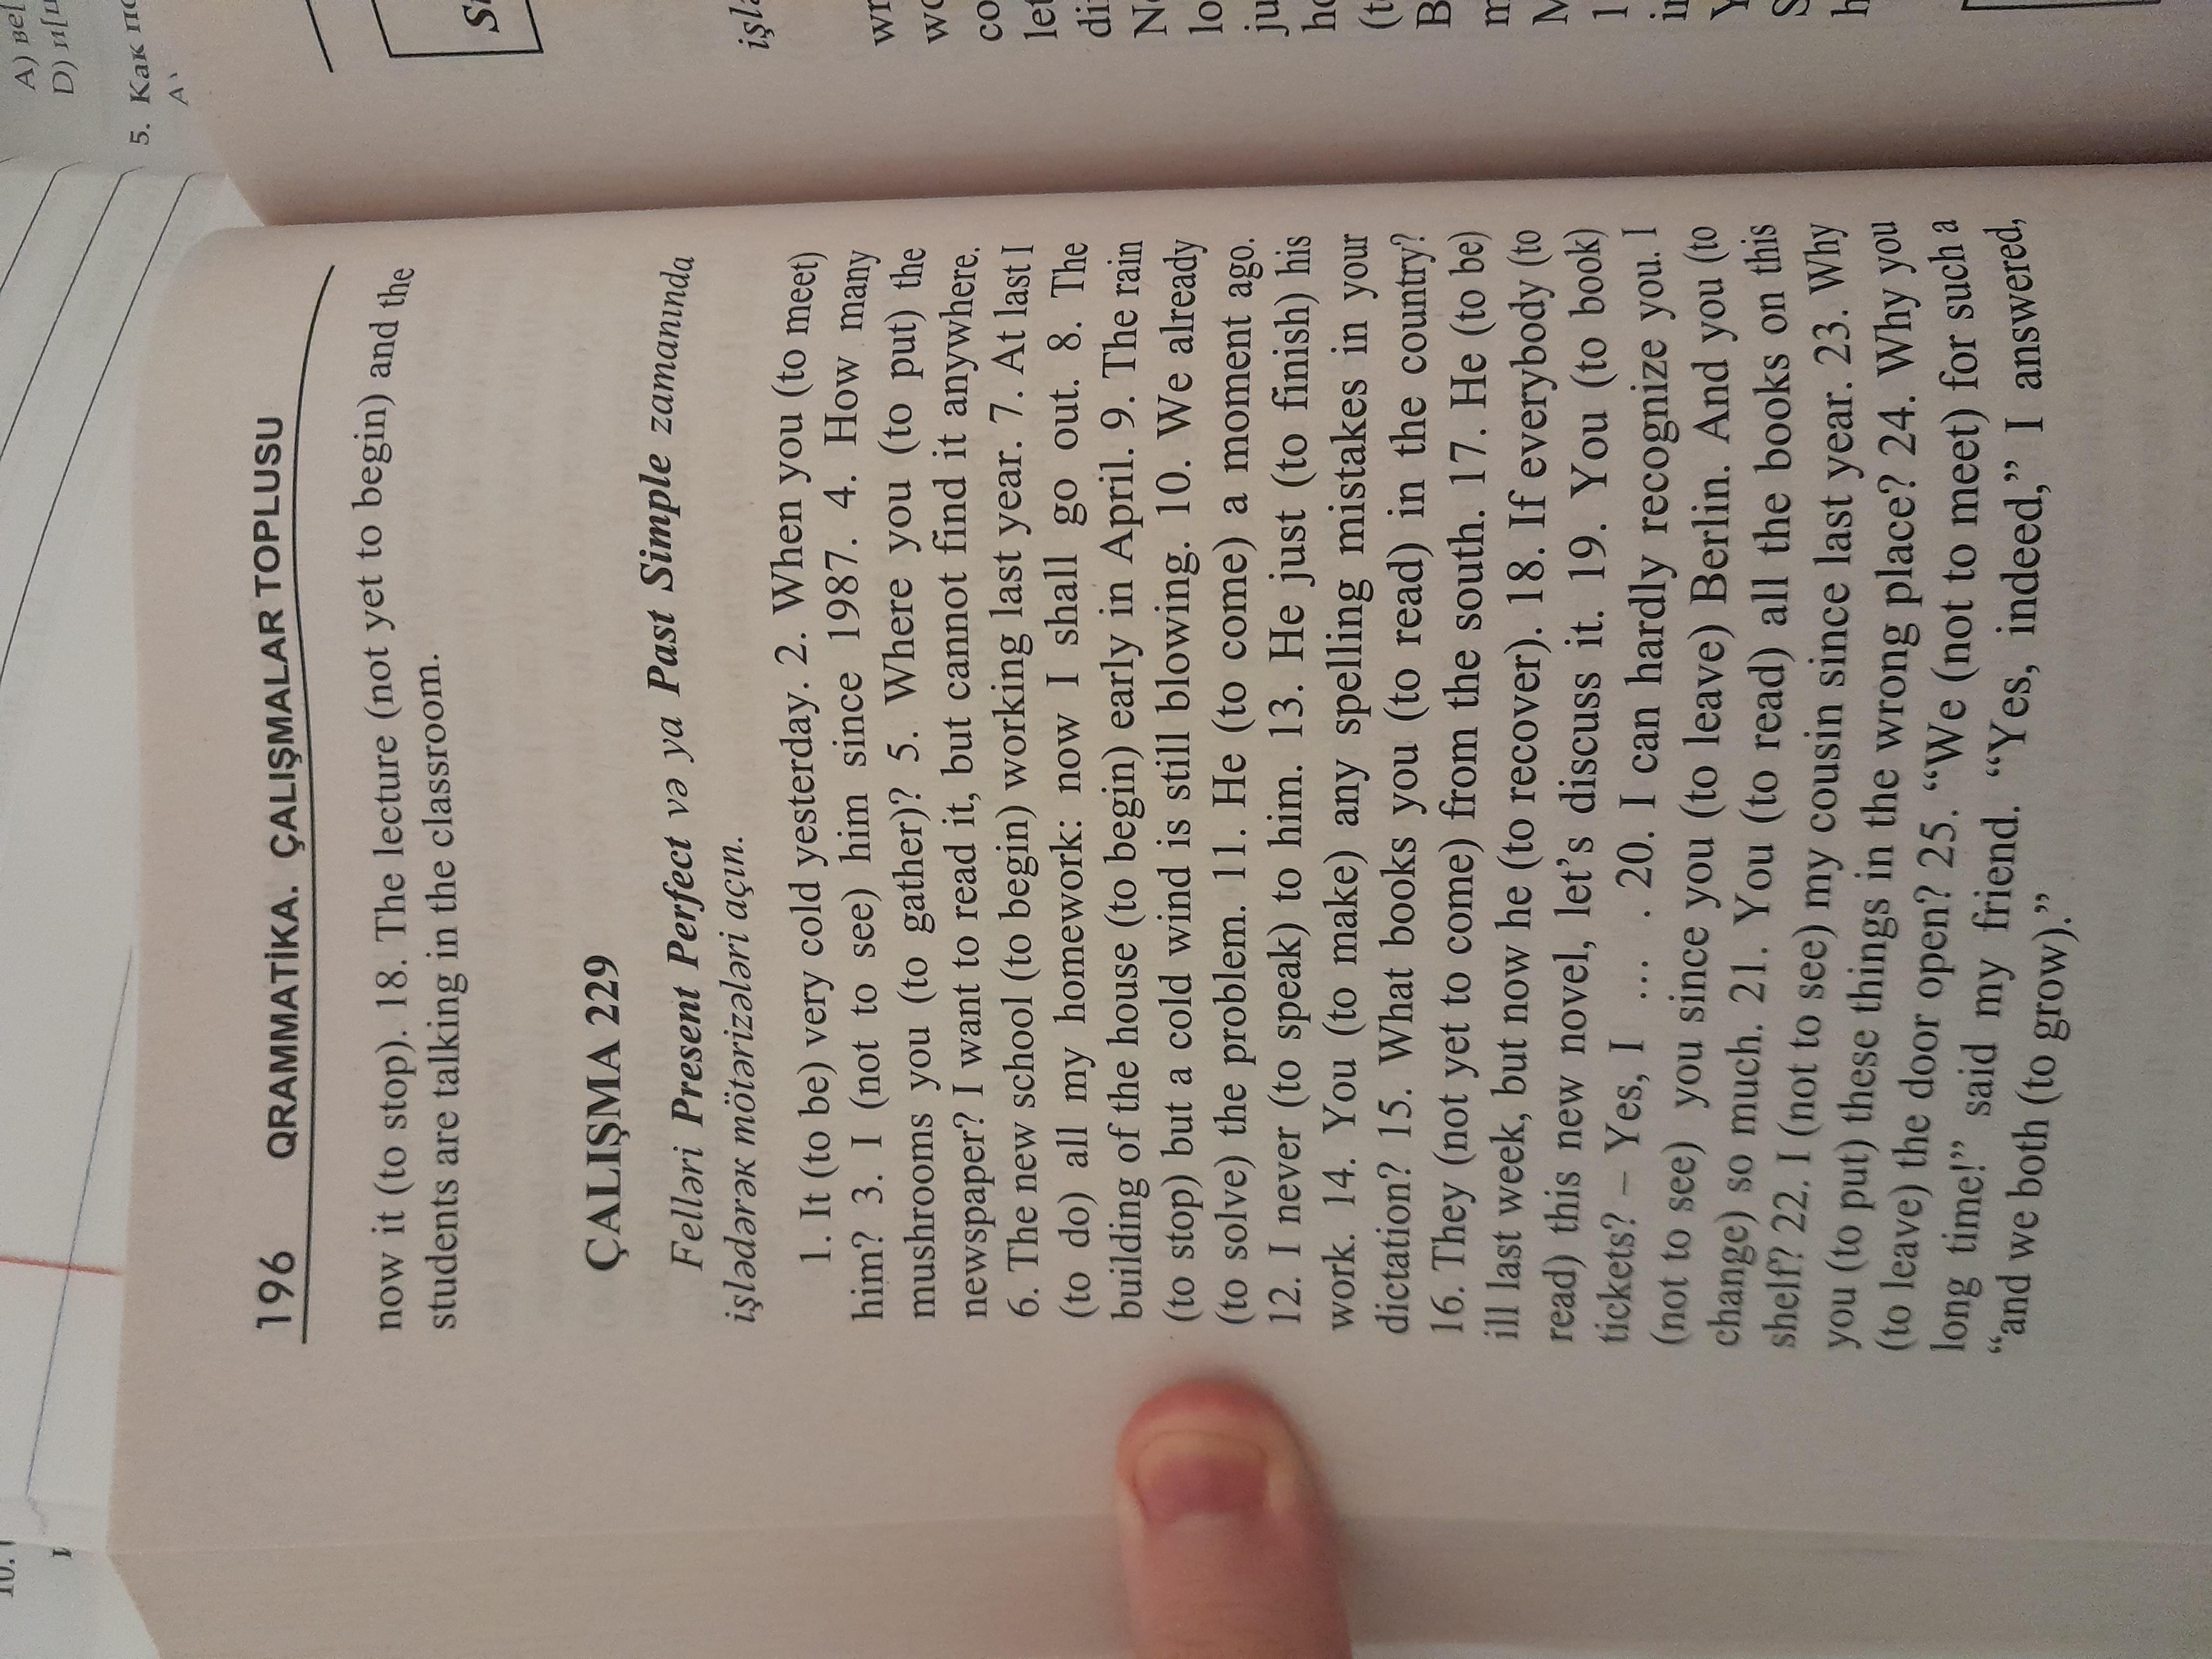 196 QRAMMATİKA. ÇALIŞMALAR TOPLUSU
now it (to stop). 18. The lecture (not yet to begin) and the
students are talking in the classroom.
ÇALIŞMA 229
Felləri Present Perfect və ya Past Simple zamanında
işlədərəк mötərizələri açın.
1. It (to be) very cold yesterday. 2. When you (to meet)
him? 3. I (not to see) him since 1987. 4. How many
mushrooms you (to gather)? 5. Where you (to put) the
newspaper? I want to read it, but cannot find it anywhere.
6. The new school (to begin) working last year. 7. At last I
(to do) all my homework: now I shall go out. 8. The
building of the house (to begin) early in April. 9. The rain
(to stop) but a cold wind is still blowing. 10. We already
(to solve) the problem. 11. He (to come) a moment ago.
12. I never (to speak) to him. 13. He just (to finish) his
work. 14. You (to make) any spelling mistakes in your
dictation? 15. What books you (to read) in the country?
16. They (not yet to come) from the south. 17. He (to be)
ill last week, but now he (to recover). 18. If everybody (to
read) this new novel, let’s discuss it. 19. You (to book)
tickets? – Yes, I ... . 20. I can hardly recognize you. I
(not to see) you since you (to leave) Berlin. And you (to
change) so much. 21. You (to read) all the books on this
shelf? 22. I (not to see) my cousin since last year. 23. Why
you (to put) these things in the wrong place? 24. Why you
(to leave) the door open? 25. “We (not to meet) for such a
long time!” said my friend. “Yes, indeed,” I answered,
“and we both (to grow).”
A)
D)
5. Как
A
işlə